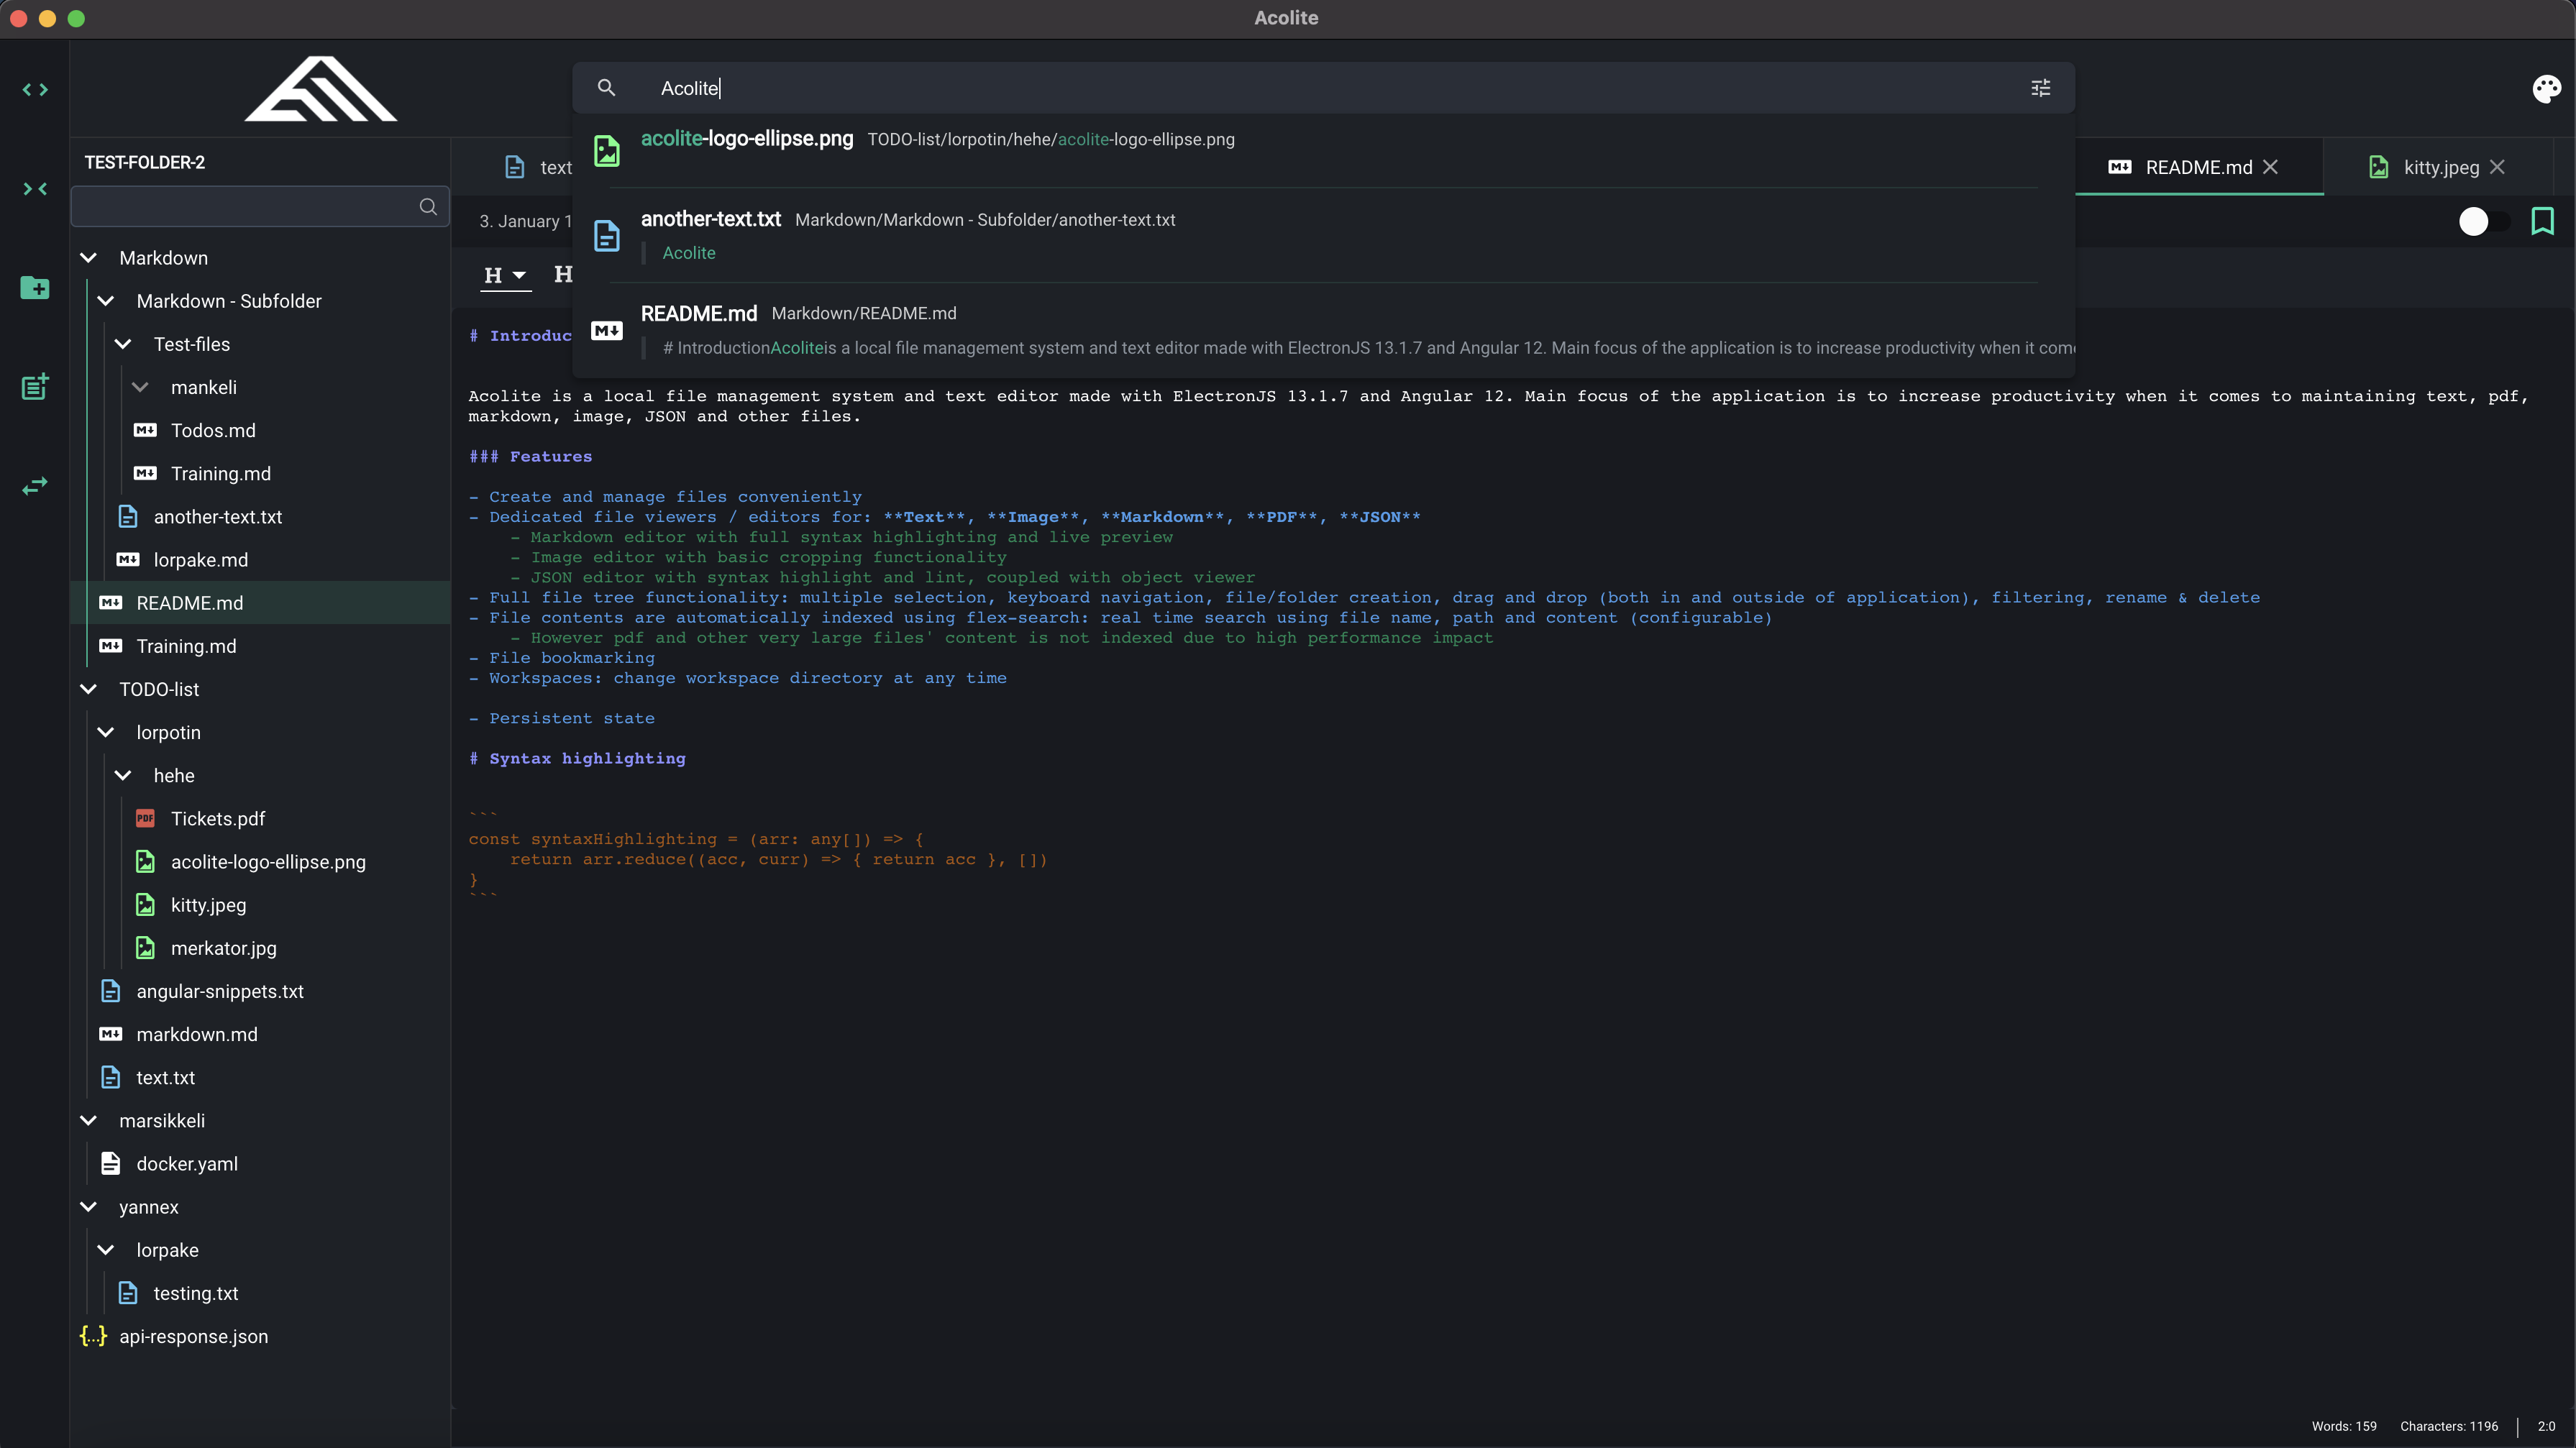 Acolite
Acolite
acolite-logo-ellipse.png TODO-list/lorpotin/hehe/acolite-logo-ellipse.png
another-text.txt Markdown/Markdown - Subfolder/another-text.txt
Acolite
README.md Markdown/README.md
# IntroductionAcoliteis a local file management system and text editor made with ElectronJS 13.1.7 and Angular 12. Main focus of the application is to increase productivity when it
TEST-FOLDER-2
Markdown
Markdown - Subfolder
Test-files
mankeli
M↓ Todos.md
M↓ Training.md
another-text.txt
M↓ lorpake.md
M↓ README.md
M↓ Training.md
TODO-list
lorpotin
hehe
PDF Tickets.pdf
acolite-logo-ellipse.png
kitty.jpeg
merkator.jpg
angular-snippets.txt
M↓ markdown.md
text.txt
marsikkeli
docker.yaml
yannex
lorpake
testing.txt
{...} api-response.json
text
M↓ README.md
kitty.jpeg
3. January 1
H H
# Introduc
Acolite is a local file management system and text editor made with ElectronJS 13.1.7 and Angular 12. Main focus of the application is to increase productivity when it comes to maintaining text, pdf,
markdown, image, JSON and other files.
### Features
- Create and manage files conveniently
- Dedicated file viewers / editors for: **Text**, **Image**, **Markdown**, **PDF**, **JSON**
- Markdown editor with full syntax highlighting and live preview
- Image editor with basic cropping functionality
- JSON editor with syntax highlight and lint, coupled with object viewer
- Full file tree functionality: multiple selection, keyboard navigation, file/folder creation, drag and drop (both in and outside of application), filtering, rename & delete
- File contents are automatically indexed using flex-search: real time search using file name, path and content (configurable)
- However pdf and other very large files' content is not indexed due to high performance impact
- File bookmarking
- Workspaces: change workspace directory at any time
- Persistent state
# Syntax highlighting
```
const syntaxHighlighting = (arr: any[]) => {
return arr.reduce((acc, curr) => { return acc }, [])
}
```
Words: 159 Characters: 1196 | 2:0